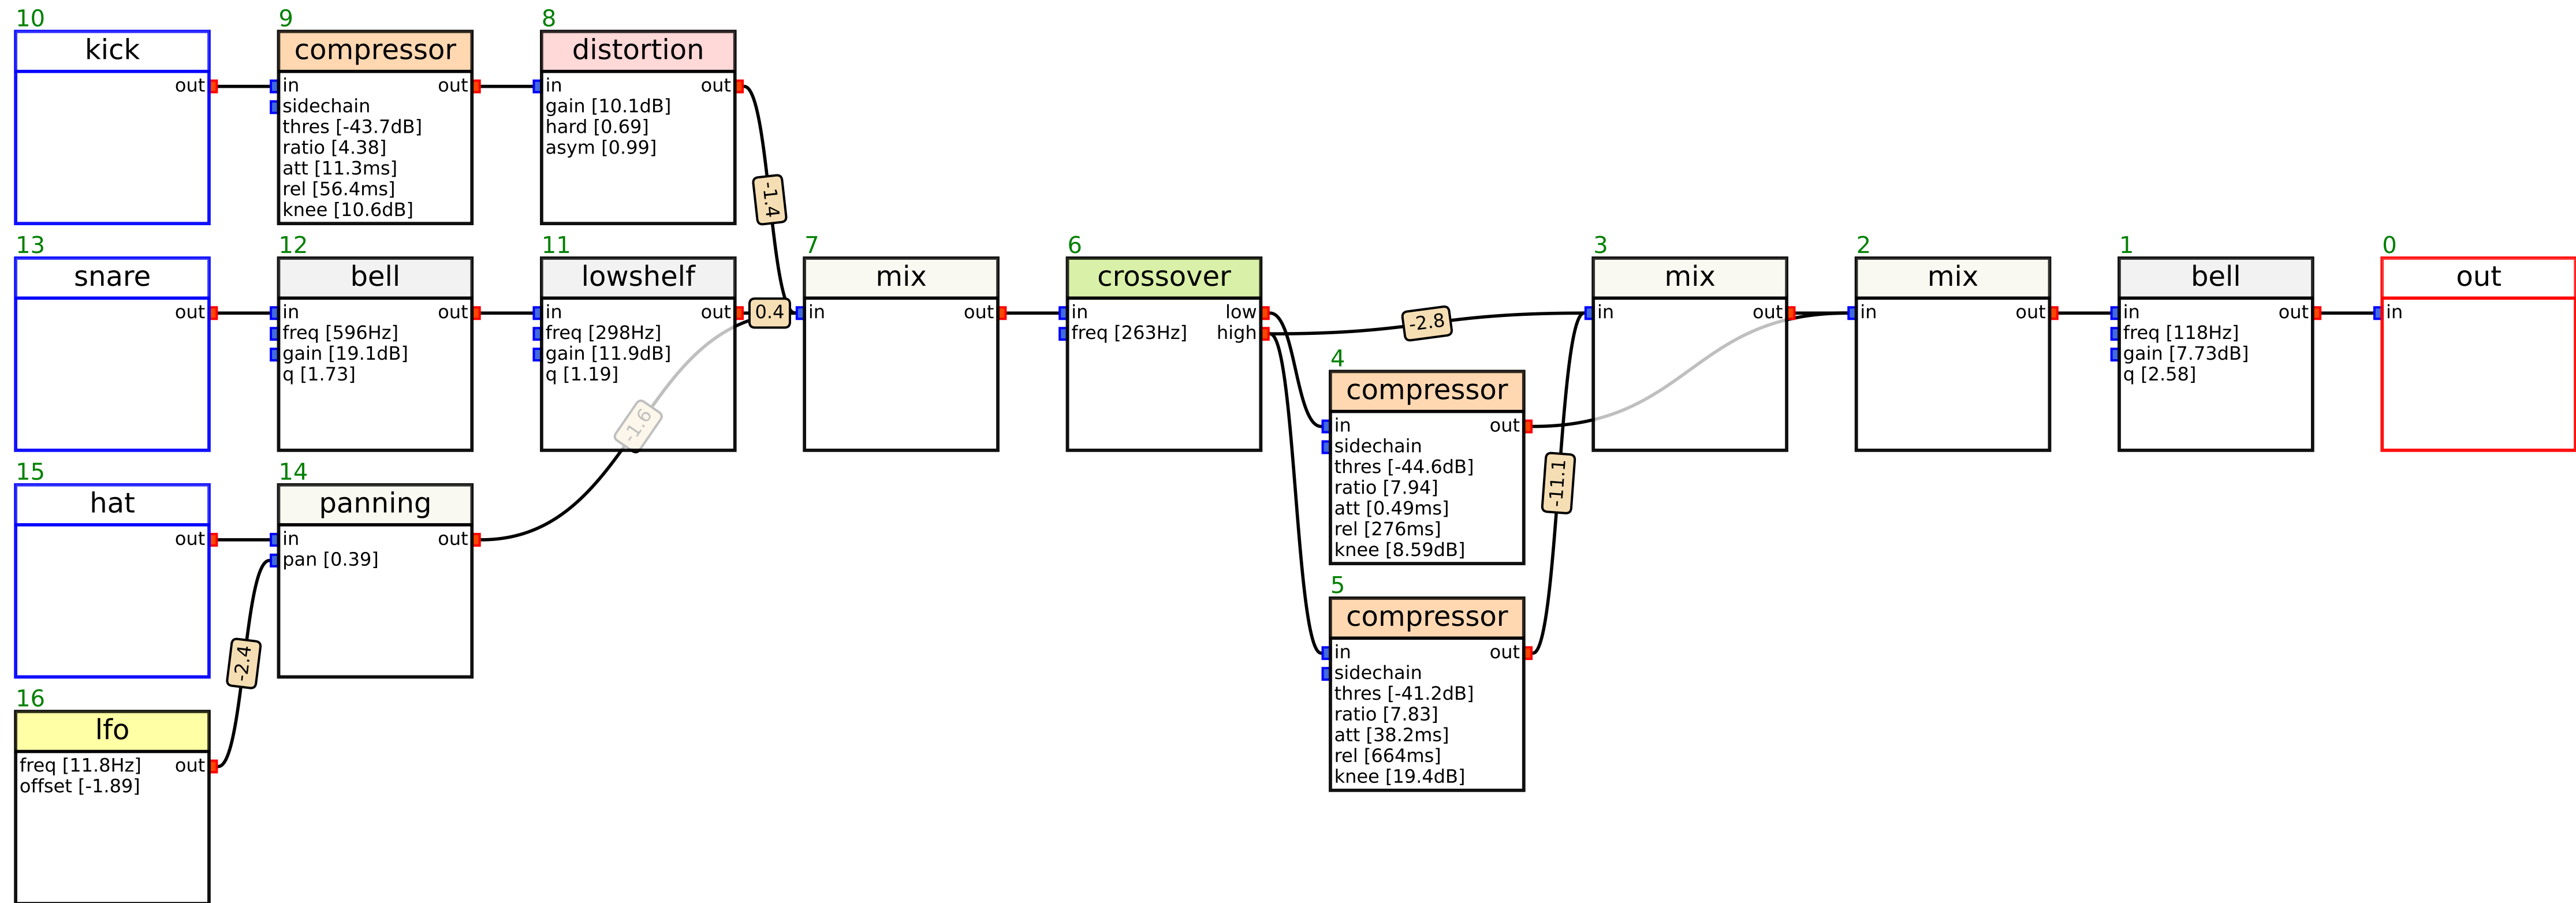 10
kick
out
9
compressor
in out
sidechain
thres [-43.7dB]
ratio [4.38]
att [11.3ms]
rel [56.4ms]
knee [10.6dB]
8
distortion
in out
gain [10.1dB]
hard [0.69]
asym [0.99]
-1.4
13
snare
out
12
bell
in out
freq [596Hz]
gain [19.1dB]
q [1.73]
11
lowshelf
in out
freq [298Hz]
gain [11.9dB]
q [1.19]
0.4
-1.6
7
mix
in out
6
crossover
in low
freq [263Hz] high
-2.8
3
mix
in out
2
mix
in out
1
bell
in out
freq [118Hz]
gain [7.73dB]
q [2.58]
0
out
in
4
compressor
in out
sidechain
thres [-44.6dB]
ratio [7.94]
att [0.49ms]
rel [276ms]
knee [8.59dB]
-11.1
15
hat
out
14
panning
in out
pan [0.39]
-2.4
5
compressor
in out
sidechain
thres [-41.2dB]
ratio [7.83]
att [38.2ms]
rel [664ms]
knee [19.4dB]
16
lfo
freq [11.8Hz] out
offset [-1.89]